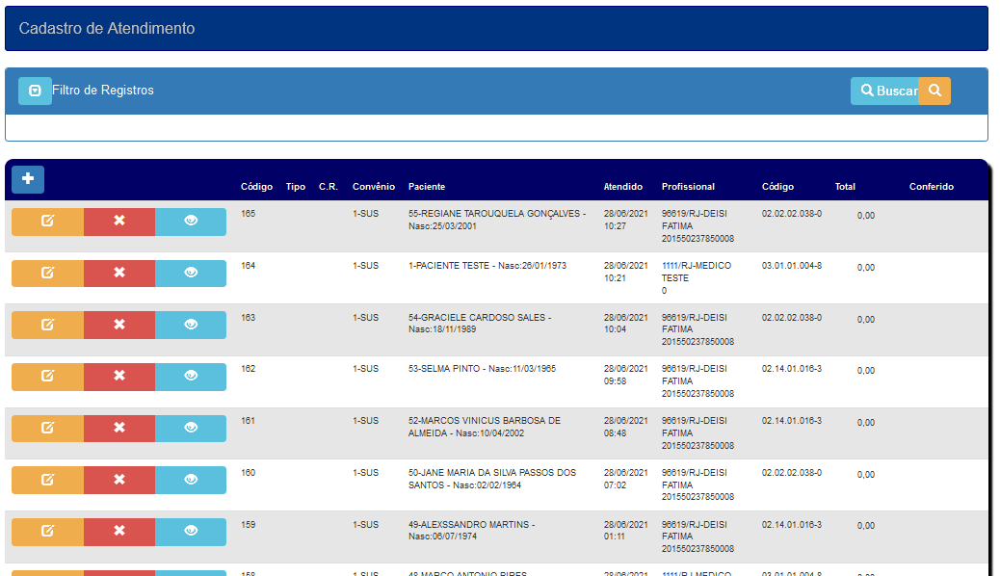 Cadastro de Atendimento
Filtro de Registros
Buscar
Código Tipo C.R. Convênio Paciente Atendido Profissional Código Total Conferido
165 1-SUS 55-REGIANE TAROUQUELA GONÇALVES - 28/06/2021 96619/RJ-DEISI 02.02.02.038-0 0,00
Nasc:25/03/2001 10:27 FATIMA
201550237850008
164 1-SUS 1-PACIENTE TESTE - Nasc:26/01/1973 28/06/2021 1111/RJ-MEDICO 03.01.01.004-8 0,00
10:21 TESTE
0
163 1-SUS 54-GRACIELE CARDOSO SALES - 28/06/2021 96619/RJ-DEISI 02.02.02.038-0 0,00
Nasc:18/11/1989 10:04 FATIMA
201550237850008
162 1-SUS 53-SELMA PINTO - Nasc:11/03/1965 28/06/2021 96619/RJ-DEISI 02.14.01.016-3 0,00
09:58 FATIMA
201550237850008
161 1-SUS 52-MARCOS VINICUS BARBOSA DE 28/06/2021 96619/RJ-DEISI 02.14.01.016-3 0,00
ALMEIDA - Nasc:10/04/2002 08:48 FATIMA
201550237850008
160 1-SUS 50-JANE MARIA DA SILVA PASSOS DOS 28/06/2021 96619/RJ-DEISI 02.02.02.038-0 0,00
SANTOS - Nasc:02/02/1964 07:02 FATIMA
201550237850008
159 1-SUS 49-ALEXSSANDRO MARTINS - 28/06/2021 96619/RJ-DEISI 02.14.01.016-3 0,00
Nasc:06/07/1974 01:11 FATIMA
201550237850008
158 1-SUS 48-MARCO ANTONIO PIRES 28/06/2021 1111/RJ-MEDICO 03.01.01.004-8 0,00